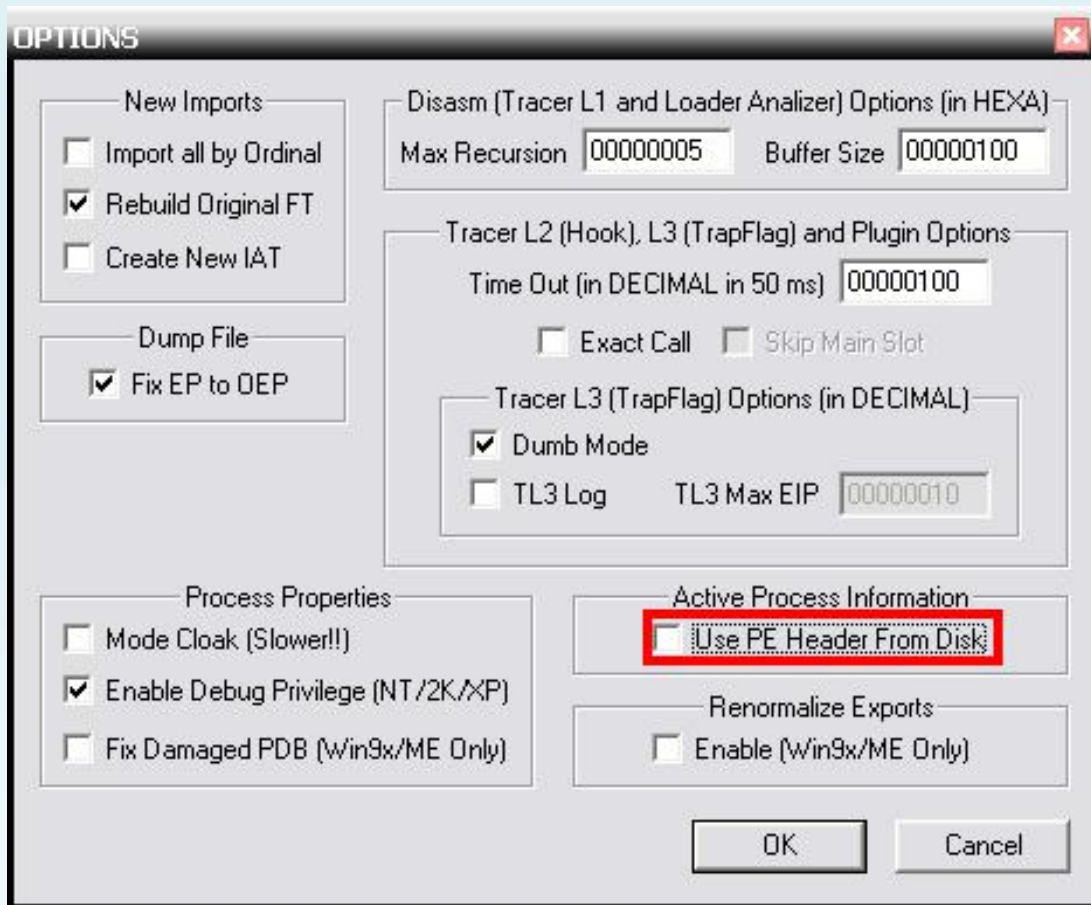 OPTIONS
New Imports
Import all by Ordinal
Rebuild Original FT
Create New IAT
Dump File
Fix EP to OEP
Disasm (Tracer L1 and Loader Analizer) Options (in HEXA)
Max Recursion 00000005 Buffer Size 00000100
Tracer L2 (Hook), L3 (TrapFlag) and Plugin Options
Time Out (in DECIMAL in 50 ms) 00000100
Exact Call Skip Main Slot
Tracer L3 (TrapFlag) Options (in DECIMAL)
Dumb Mode
TL3 Log TL3 Max EIP 00000010
Process Properties
Mode Cloak (Slower!!)
Enable Debug Privilege (NT/2K/XP)
Fix Damaged PDB (Win9x/ME Only)
Active Process Information
Use PE Header From Disk
Renormalize Exports
Enable (Win9x/ME Only)
OK Cancel